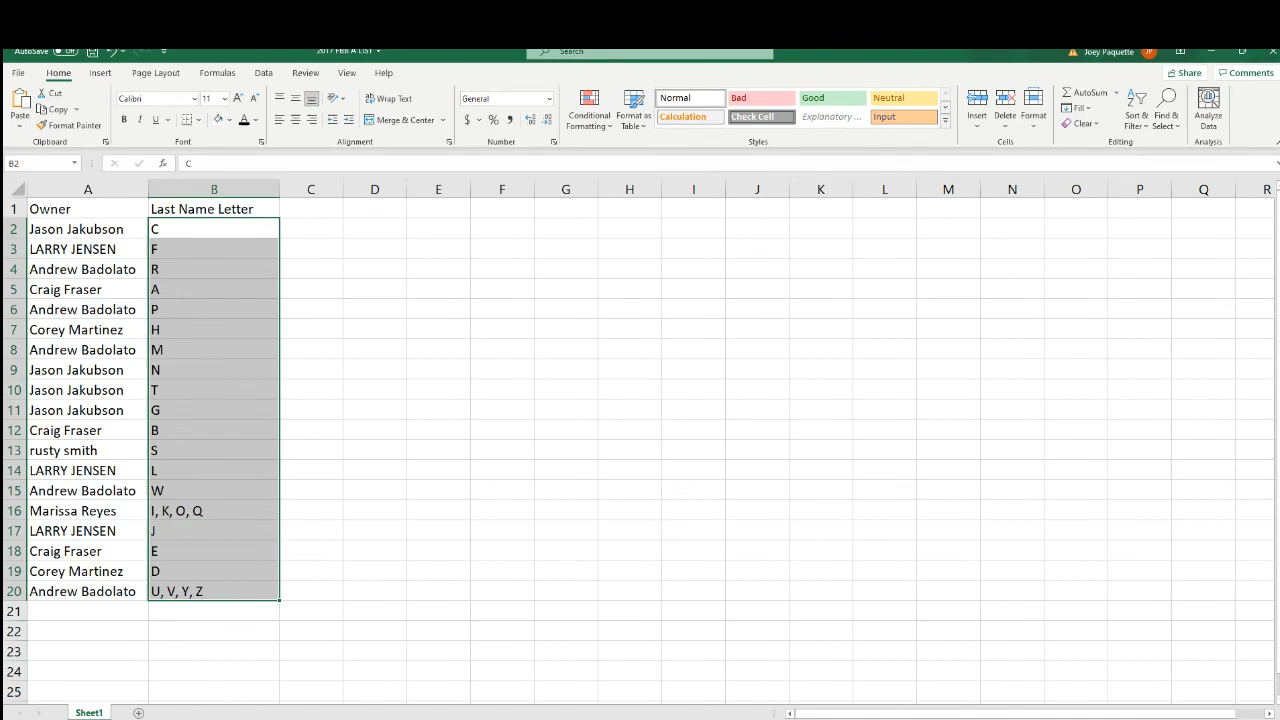 AutoSave Off 2017 FBB A LIST Search Joey Paquette JP
File Home Insert Page Layout Formulas Data Review View Help Share Comments
Cut
Copy
Format Painter
Paste
Clipboard
Calibri 11
B I U A
Font
Wrap Text
Merge & Center
Alignment
General
$ % ,
Number
Conditional Formatting
Format as Table
Normal Bad Good Neutral
Calculation Check Cell Explanatory ... Input
Styles
Insert Delete Format
Cells
AutoSum
Fill
Clear
Sort & Filter
Find & Select
Editing
Analyze Data
Analysis
B2 fx C
A B C D E F G H I J K L M N O P Q R
1 Owner Last Name Letter
2 Jason Jakubson C
3 LARRY JENSEN F
4 Andrew Badolato R
5 Craig Fraser A
6 Andrew Badolato P
7 Corey Martinez H
8 Andrew Badolato M
9 Jason Jakubson N
10 Jason Jakubson T
11 Jason Jakubson G
12 Craig Fraser B
13 rusty smith S
14 LARRY JENSEN L
15 Andrew Badolato W
16 Marissa Reyes I, K, O, Q
17 LARRY JENSEN J
18 Craig Fraser E
19 Corey Martinez D
20 Andrew Badolato U, V, Y, Z
21
22
23
24
25
Sheet1